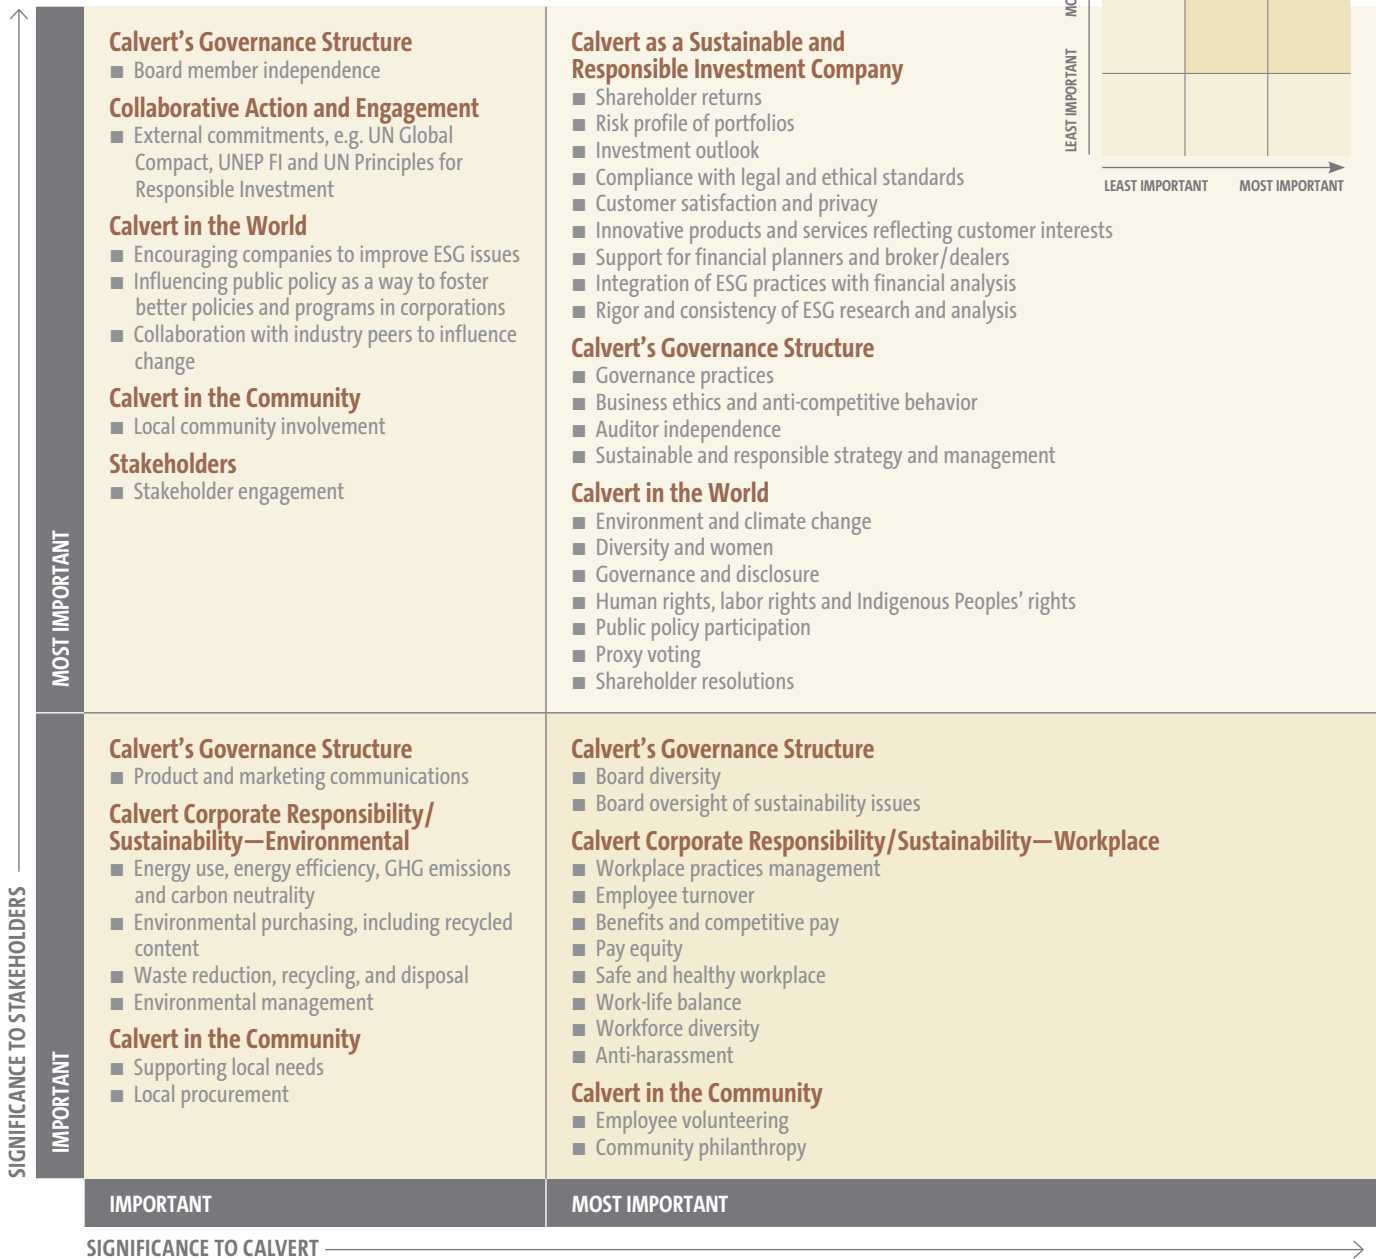 Calvert's Governance Structure
■ Board member independence
Collaborative Action and Engagement
■ External commitments, e.g. UN Global
Compact, UNEP FI and UN Principles for
Responsible Investment
Calvert in the World
■ Encouraging companies to improve ESG issues
■ Influencing public policy as a way to foster
better policies and programs in corporations
■ Collaboration with industry peers to influence
change
Calvert in the Community
■ Local community involvement
Stakeholders
■ Stakeholder engagement
Calvert as a Sustainable and
Responsible Investment Company
■ Shareholder returns
■ Risk profile of portfolios
■ Investment outlook
■ Compliance with legal and ethical standards
■ Customer satisfaction and privacy
■ Innovative products and services reflecting customer interests
■ Support for financial planners and broker/dealers
■ Integration of ESG practices with financial analysis
■ Rigor and consistency of ESG research and analysis
Calvert's Governance Structure
■ Governance practices
■ Business ethics and anti-competitive behavior
■ Auditor independence
■ Sustainable and responsible strategy and management
Calvert in the World
■ Environment and climate change
■ Diversity and women
■ Governance and disclosure
■ Human rights, labor rights and Indigenous Peoples' rights
■ Public policy participation
■ Proxy voting
■ Shareholder resolutions
LEAST IMPORTANT
LEAST IMPORTANT MOST IMPORTANT
MOST IMPORTANT
Calvert's Governance Structure
■ Product and marketing communications
Calvert Corporate Responsibility/
Sustainability—Environmental
■ Energy use, energy efficiency, GHG emissions
and carbon neutrality
■ Environmental purchasing, including recycled
content
■ Waste reduction, recycling, and disposal
■ Environmental management
Calvert in the Community
■ Supporting local needs
■ Local procurement
Calvert's Governance Structure
■ Board diversity
■ Board oversight of sustainability issues
Calvert Corporate Responsibility/Sustainability—Workplace
■ Workplace practices management
■ Employee turnover
■ Benefits and competitive pay
■ Pay equity
■ Safe and healthy workplace
■ Work-life balance
■ Workforce diversity
■ Anti-harassment
Calvert in the Community
■ Employee volunteering
■ Community philanthropy
IMPORTANT
SIGNIFICANCE TO STAKEHOLDERS
IMPORTANT MOST IMPORTANT
SIGNIFICANCE TO CALVERT